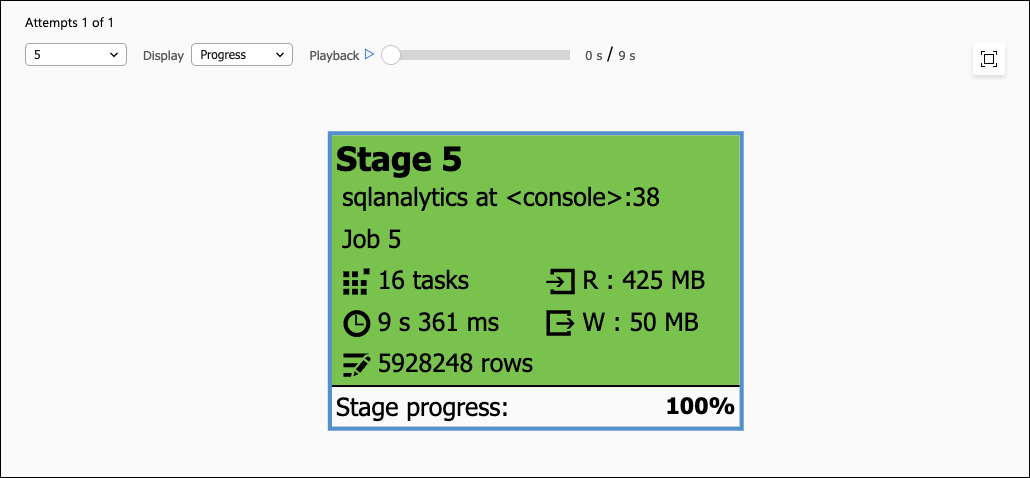 Attempts 1 of 1
5 Display Progress Playback 0 s / 9 s
Stage 5
sqlanalytics at <console>:38
Job 5
16 tasks R : 425 MB
9 s 361 ms W : 50 MB
5928248 rows
Stage progress: 100%